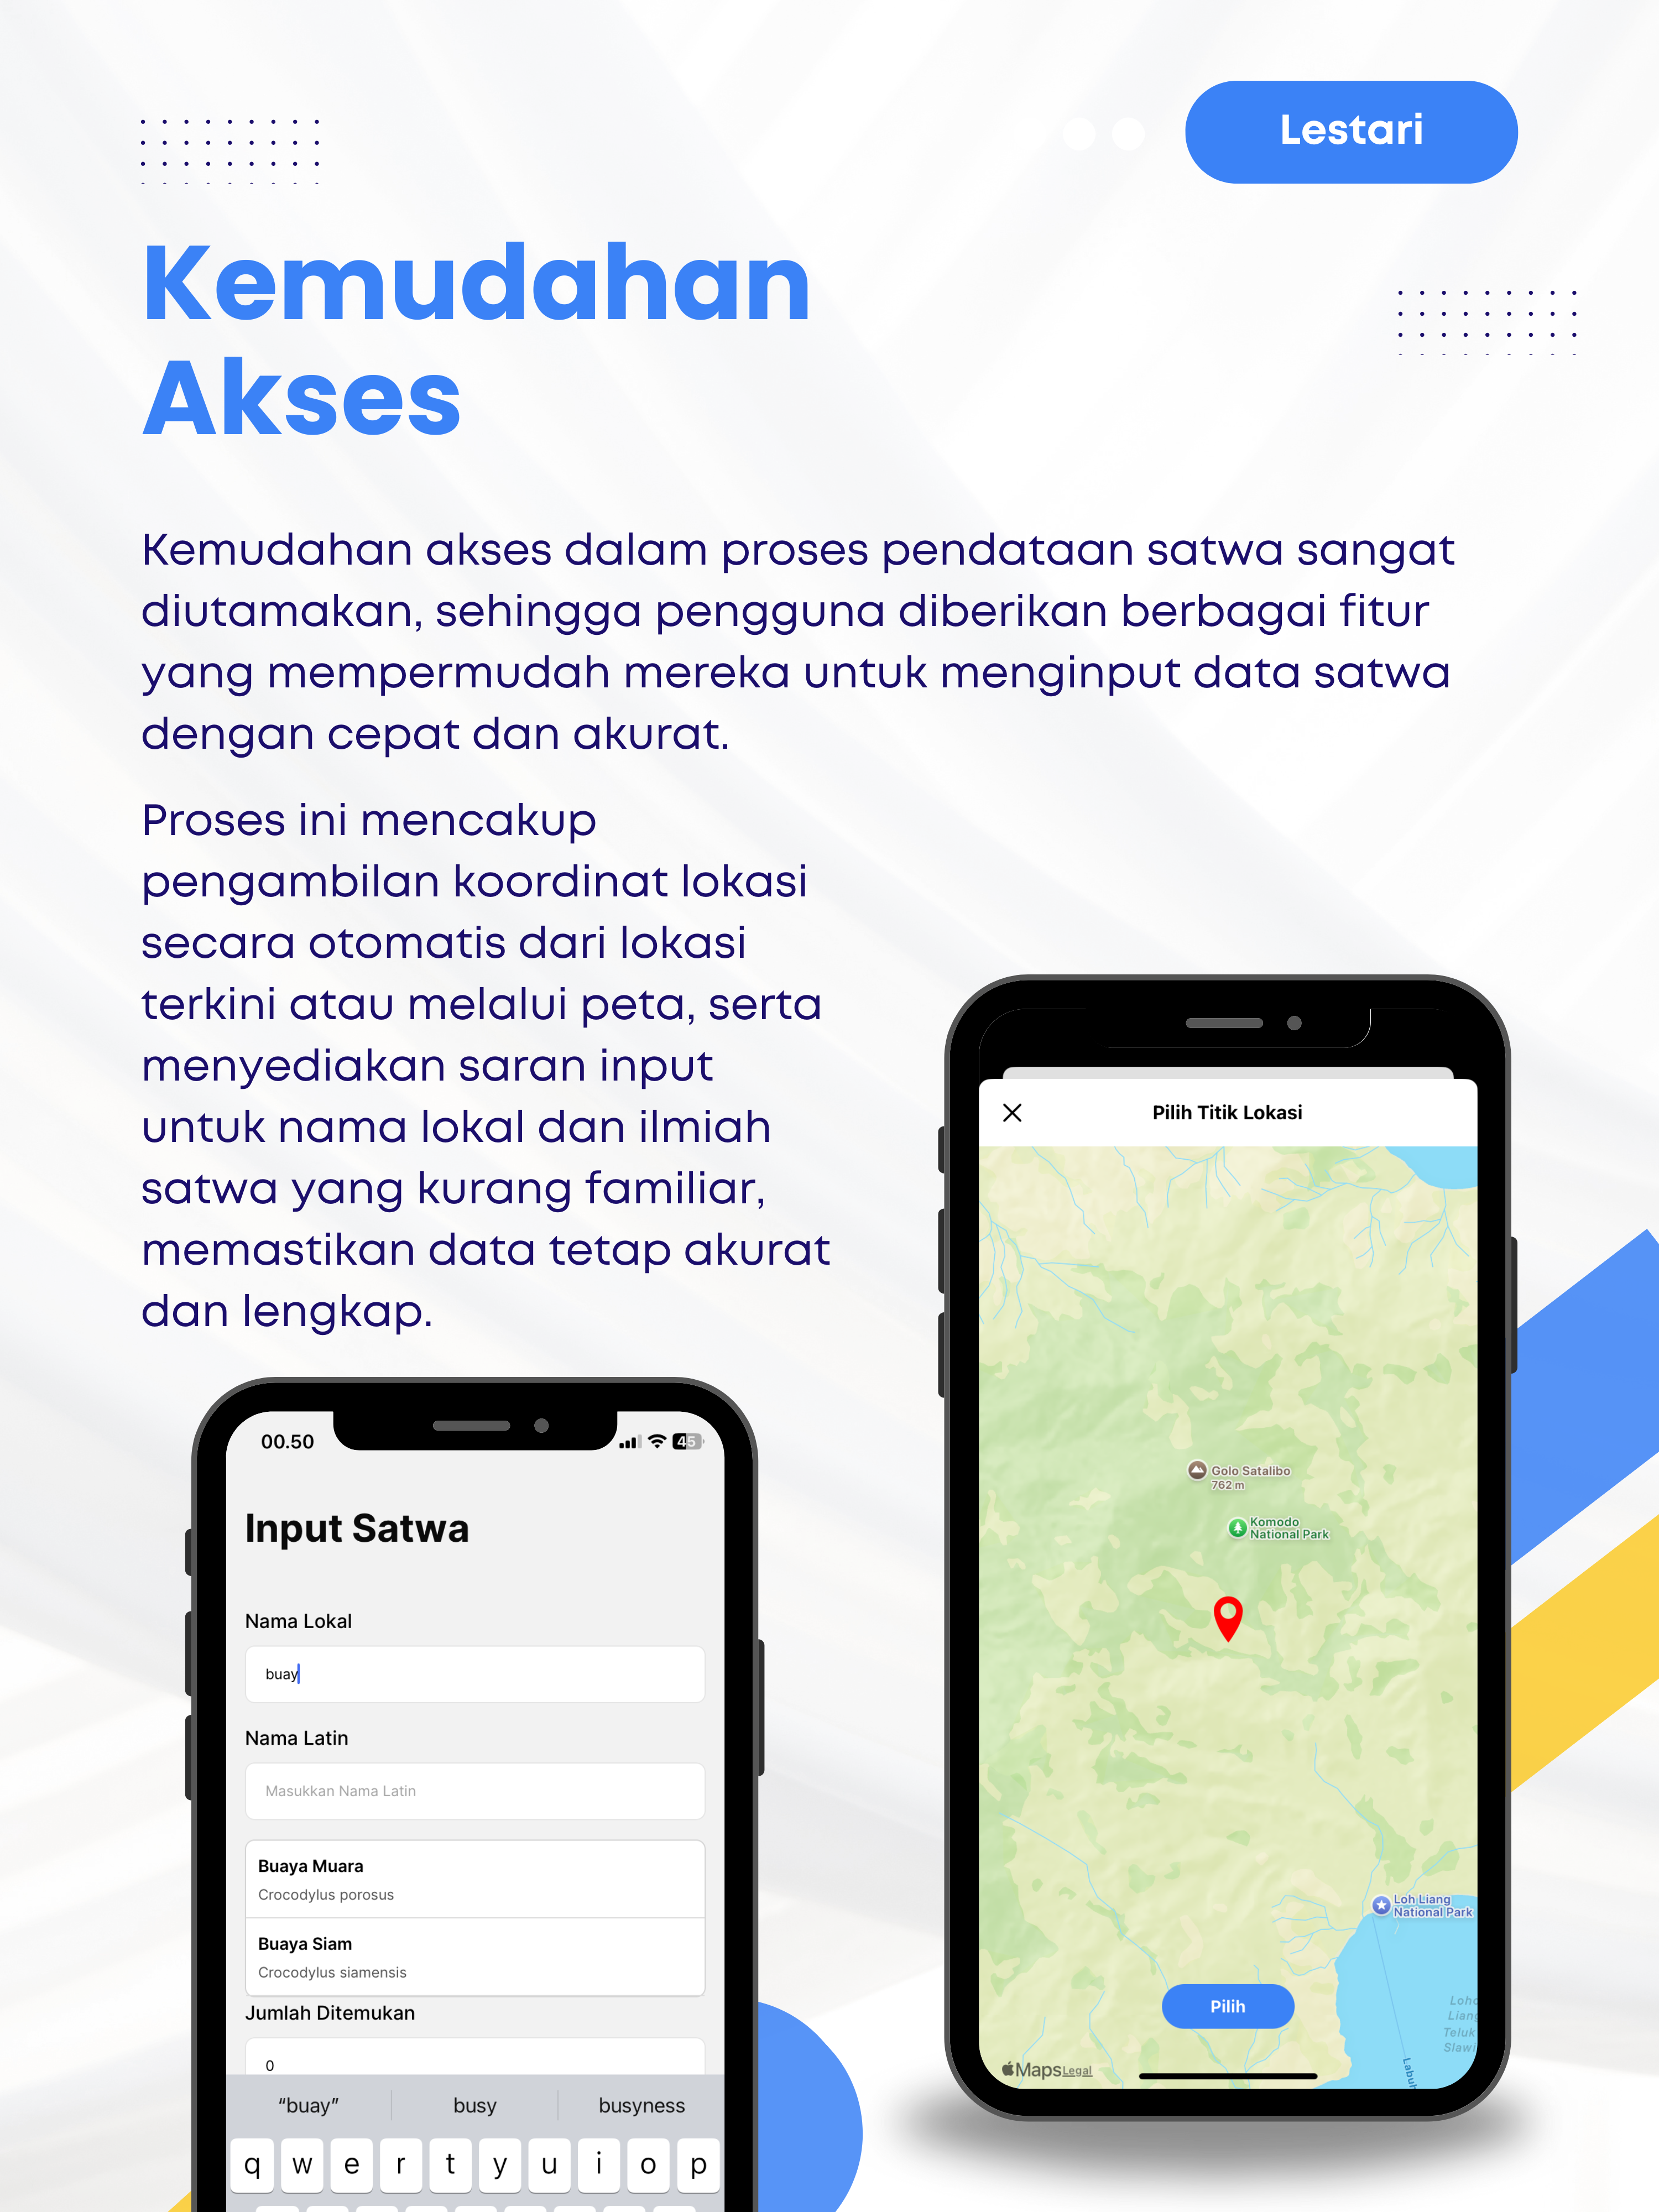 Lestari
Kemudahan
Akses
Kemudahan akses dalam proses pendataan satwa sangat
diutamakan, sehingga pengguna diberikan berbagai fitur
yang mempermudah mereka untuk menginput data satwa
dengan cepat dan akurat.
Proses ini mencakup
pengambilan koordinat lokasi
secara otomatis dari lokasi
terkini atau melalui peta, serta
menyediakan saran input
untuk nama lokal dan ilmiah
satwa yang kurang familiar,
memastikan data tetap akurat
dan lengkap.
00.50
45
Input Satwa
Nama Lokal
buay
Nama Latin
Masukkan Nama Latin
Buaya Muara
Crocodylus porosus
Buaya Siam
Crocodylus siamensis
Jumlah Ditemukan
0
“buay” busy busyness
q w e r t y u i o p
Pilih Titik Lokasi
Golo Satalibo
762 m
Komodo
National Park
Loh Liang
National Park
Liang
Teluk
Slawi
Pilih
Maps Legal